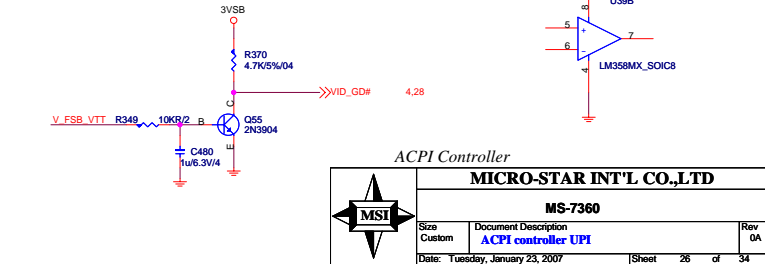 3VSB
R370
4.7K/5%/04
VID_GD# 4,28
C
V_FSB_VTT R349 10KR/2 B
Q55
2N3904
E
C480
1u/6.3V/4
8
U39B
5
+
7
6
-
LM358MX_SOIC8
4
ACPI Controller
MSI
MICRO-STAR INT'L CO.,LTD
MS-7360
Size Document Description Rev
Custom ACPI controller UPI 0A
Date: Tuesday, January 23, 2007 Sheet 26 of 34